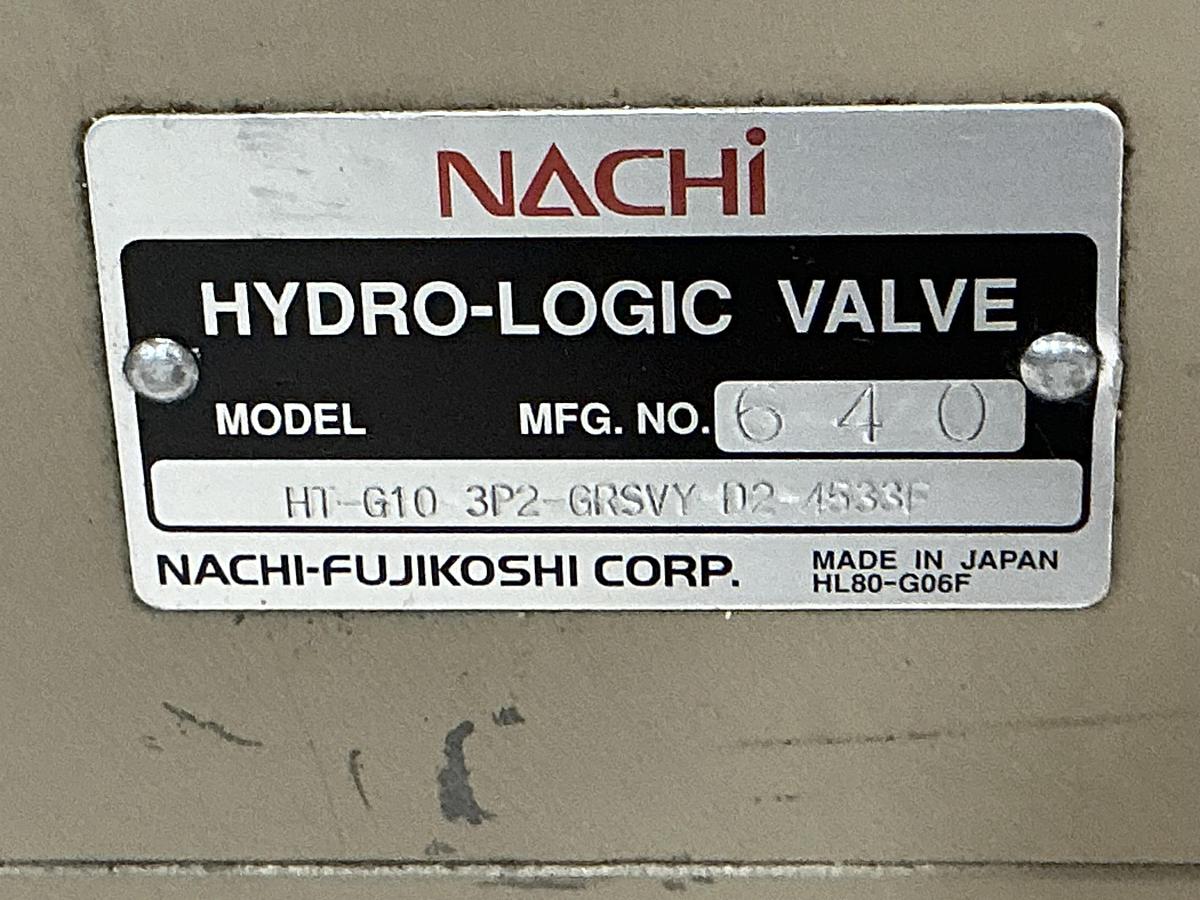 NACHi
HYDRO-LOGIC VALVE
MODEL MFG. NO. 640
HT-G10-3P2-GRSVY-D2-4533F
NACHI-FUJIKOSHI CORP. MADE IN JAPAN
HL80-G06F